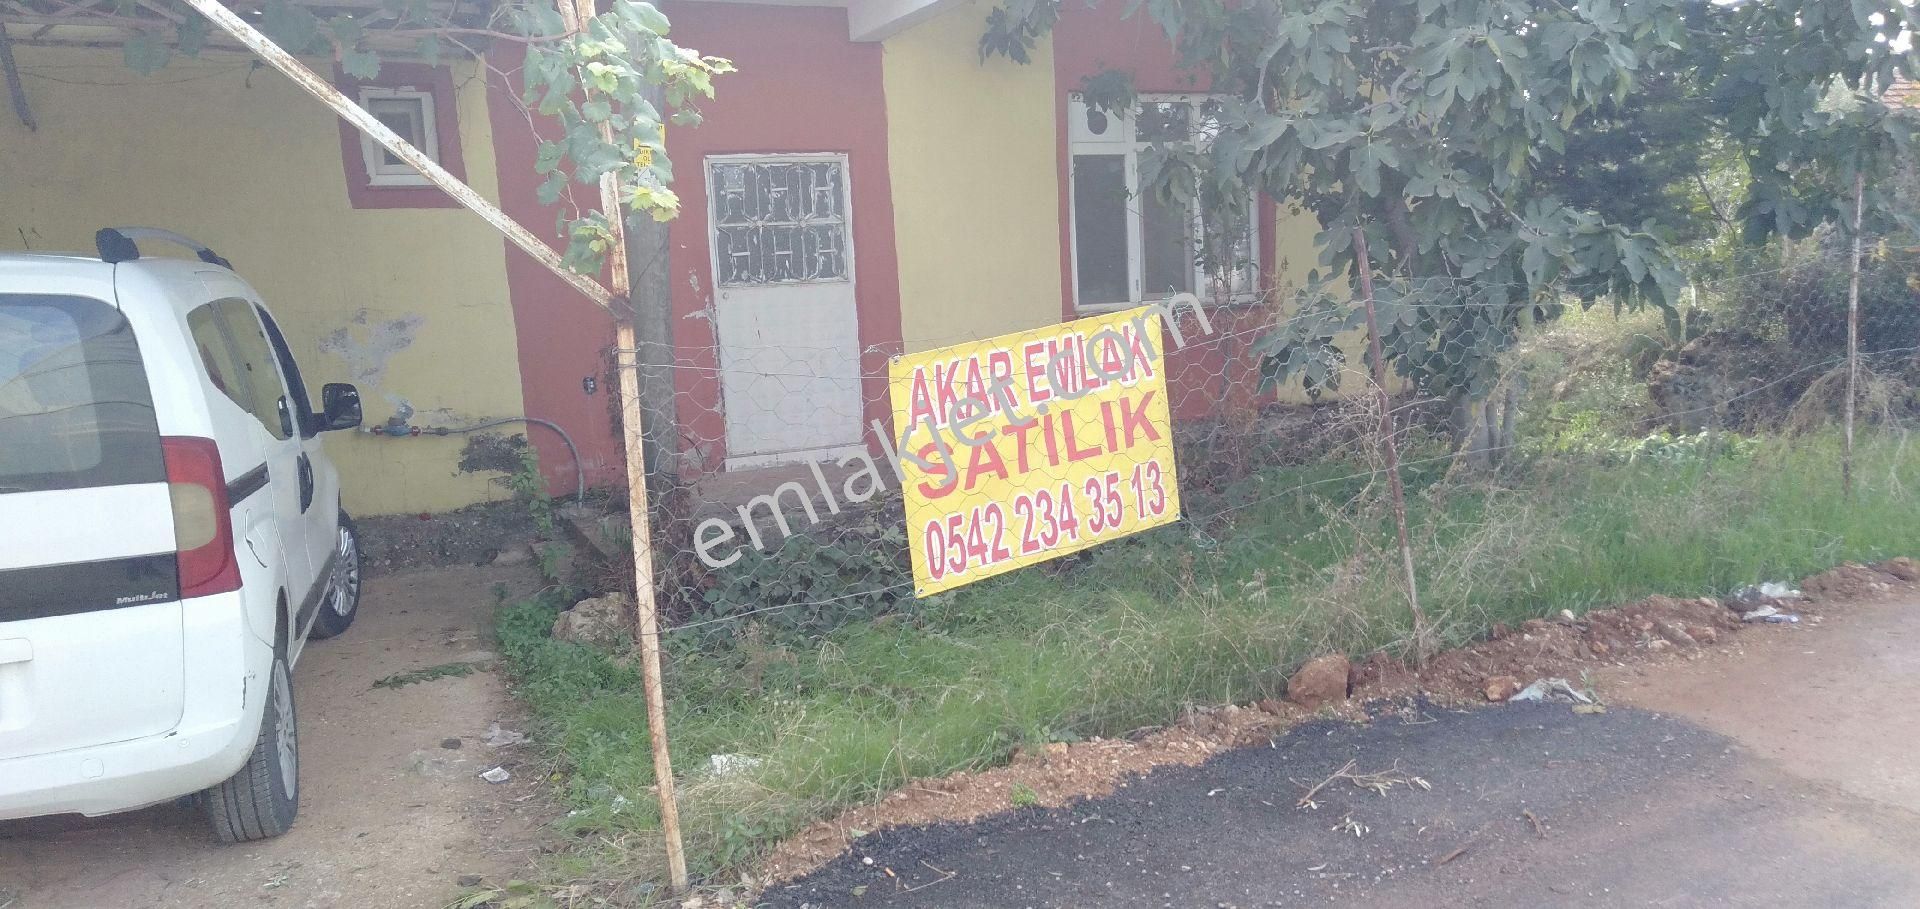 AKAR EMLAK
SATILIK
0542 234 35 13
emlakjet.com
MultiJet